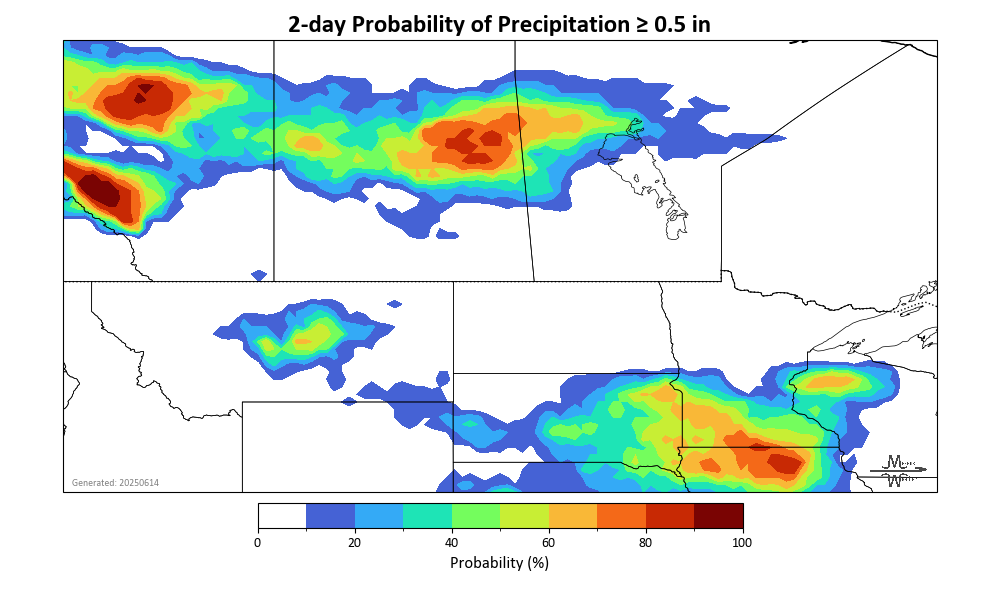 2-day Probability of Precipitation ≥ 0.5 in
Generated: 20250614
0 20 40 60 80 100
Probability (%)